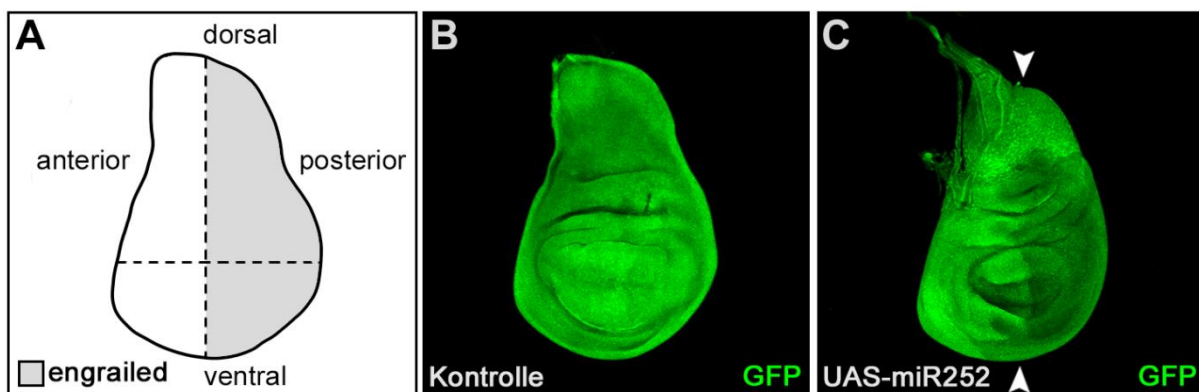 A
dorsal
anterior
posterior
engrailed
ventral
B
Kontrolle
GFP
C
UAS-miR252
GFP